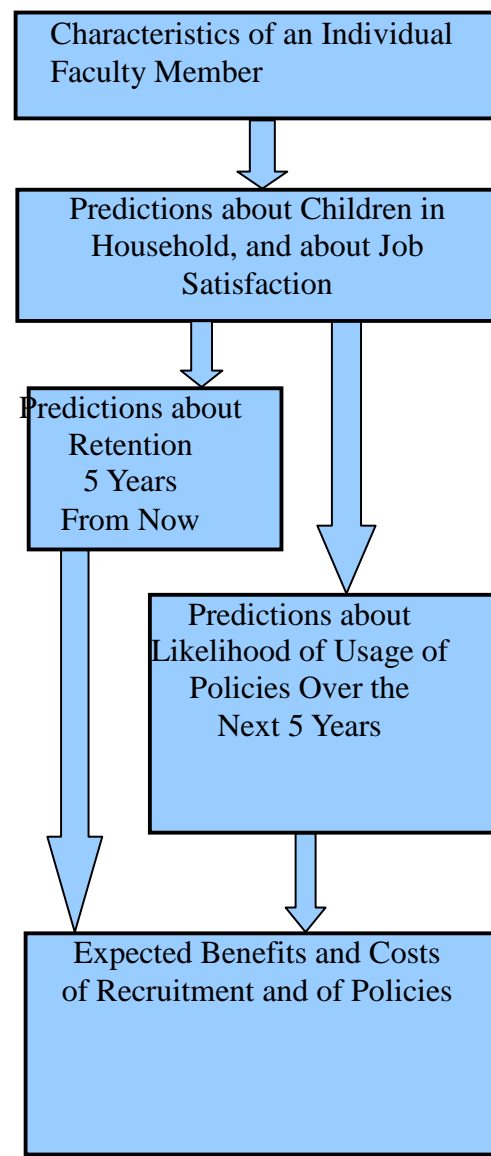 Characteristics of an Individual
Faculty Member
Predictions about Children in
Household, and about Job
Satisfaction
Predictions about
Retention
5 Years
From Now
Predictions about
Likelihood of Usage of
Policies Over the
Next 5 Years
Expected Benefits and Costs
of Recruitment and of Policies